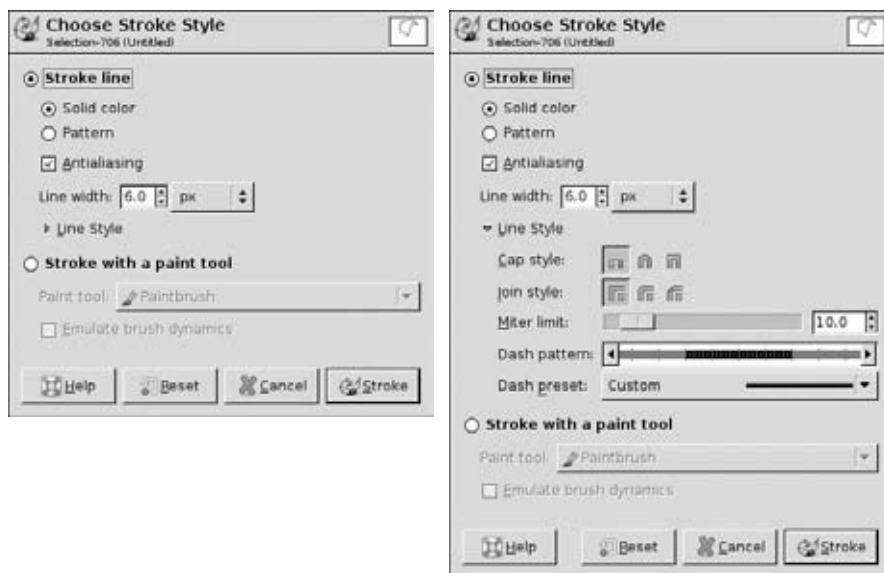 Choose Stroke Style
Selection-706 (Untitled)
Stroke line
Solid color
Pattern
Antialiasing
Line width: 6.0 px
Line Style
Stroke with a paint tool
Paint tool: Paintbrush
Emulate brush dynamics
Help Reset Cancel Stroke
Choose Stroke Style
Selection-706 (Untitled)
Stroke line
Solid color
Pattern
Antialiasing
Line width: 6.0 px
Line Style
Cap style:
Join style:
Miter limit: 10.0
Dash pattern:
Dash preset: Custom
Stroke with a paint tool
Paint tool: Paintbrush
Emulate brush dynamics
Help Reset Cancel Stroke